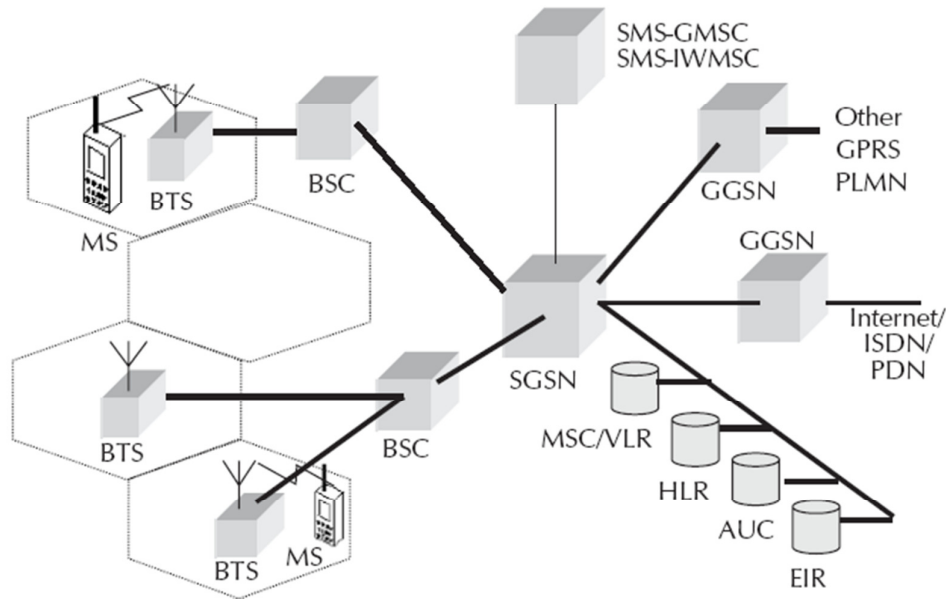 SMS-GMSC
SMS-IWMSC
Other
GPRS
PLMN
GGSN
BSC
BTS
MS
GGSN
Internet/
ISDN/
PDN
SGSN
MSC/VLR
BSC
BTS
HLR
AUC
BTS
MS
EIR